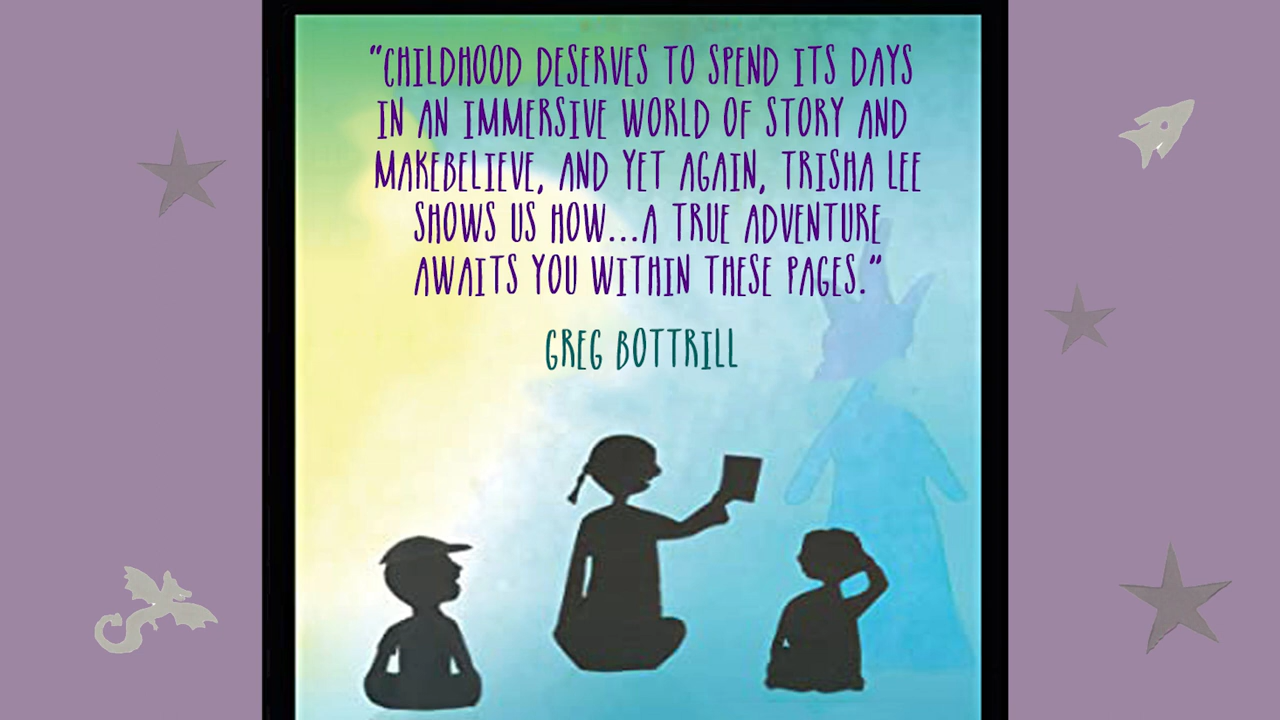 “CHILDHOOD DESERVES TO SPEND ITS DAYS
IN AN IMMERSIVE WORLD OF STORY AND
MAKEBELIEVE, AND YET AGAIN, TRISHA LEE
SHOWS US HOW...A TRUE ADVENTURE
AWAITS YOU WITHIN THESE PAGES.”
GREG BOTTRILL